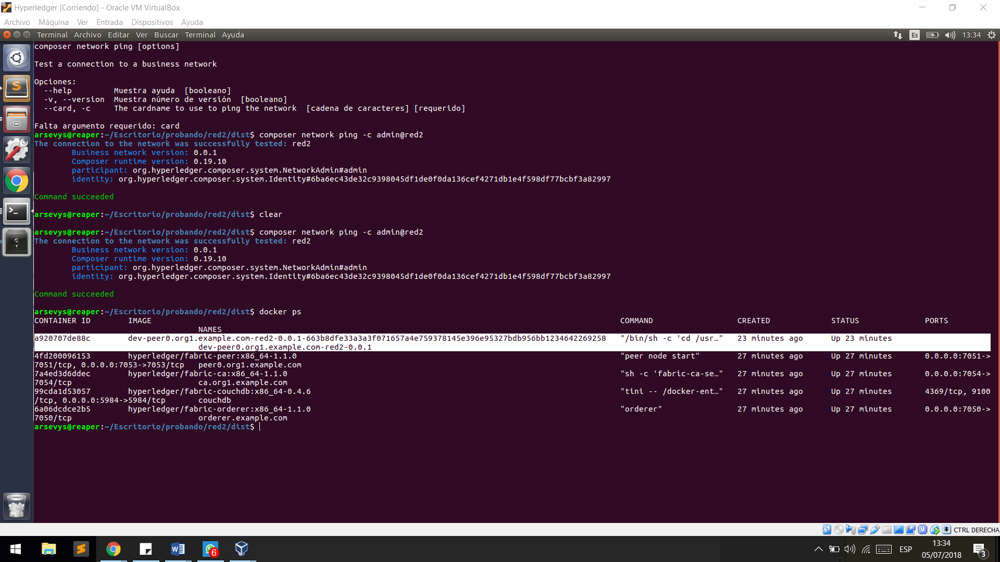 Hyperledger [Corriendo] - Oracle VM VirtualBox
Archivo Máquina Ver Entrada Dispositivos Ayuda
Terminal Archivo Editar Ver Buscar Terminal Ayuda
Es 13:34
composer network ping [options]
Test a connection to a business network
Opciones:
--help Muestra ayuda [booleano]
-v, --version Muestra número de versión [booleano]
--card, -c The cardname to use to ping the network [cadena de caracteres] [requerido]
Falta argumento requerido: card
arsevys@reaper:~/Escritorio/probando/red2/dist$ composer network ping -c admin@red2
The connection to the network was successfully tested: red2
Business network version: 0.0.1
Composer runtime version: 0.19.10
participant: org.hyperledger.composer.system.NetworkAdmin#admin
identity: org.hyperledger.composer.system.Identity#6ba6ec43de32c9398045df1de0f0da136cef4271db1e4f598df77bcbf3a82997
Command succeeded
arsevys@reaper:~/Escritorio/probando/red2/dist$ clear
arsevys@reaper:~/Escritorio/probando/red2/dist$ composer network ping -c admin@red2
The connection to the network was successfully tested: red2
Business network version: 0.0.1
Composer runtime version: 0.19.10
participant: org.hyperledger.composer.system.NetworkAdmin#admin
identity: org.hyperledger.composer.system.Identity#6ba6ec43de32c9398045df1de0f0da136cef4271db1e4f598df77bcbf3a82997
Command succeeded
arsevys@reaper:~/Escritorio/probando/red2/dist$ docker ps
CONTAINER ID IMAGE COMMAND CREATED STATUS PORTS
NAMES
a920707de88c dev-peer0.org1.example.com-red2-0.0.1-663b8dfe33a3a3f071657a4e759378145e396e95327bdb956bb1234642269258 "/bin/sh -c 'cd /usr…" 23 minutes ago Up 23 minutes
dev-peer0.org1.example.com-red2-0.0.1
4fd200096153 hyperledger/fabric-peer:x86_64-1.1.0 "peer node start" 27 minutes ago Up 27 minutes 0.0.0.0:7051->
7051/tcp, 0.0.0.0:7053->7053/tcp peer0.org1.example.com
7a4ed3d6ddec hyperledger/fabric-ca:x86_64-1.1.0 "sh -c 'fabric-ca-se…" 27 minutes ago Up 27 minutes 0.0.0.0:7054->
7054/tcp ca.org1.example.com
99cda1d53057 hyperledger/fabric-couchdb:x86_64-0.4.6 "tini -- /docker-ent…" 27 minutes ago Up 27 minutes 4369/tcp, 9100
/tcp, 0.0.0.0:5984->5984/tcp couchdb
6a06dcdce2b5 hyperledger/fabric-orderer:x86_64-1.1.0 "orderer" 27 minutes ago Up 27 minutes 0.0.0.0:7050->
7050/tcp orderer.example.com
arsevys@reaper:~/Escritorio/probando/red2/dist$
CTRL DERECHA
6
ESP
13:34
05/07/2018
3